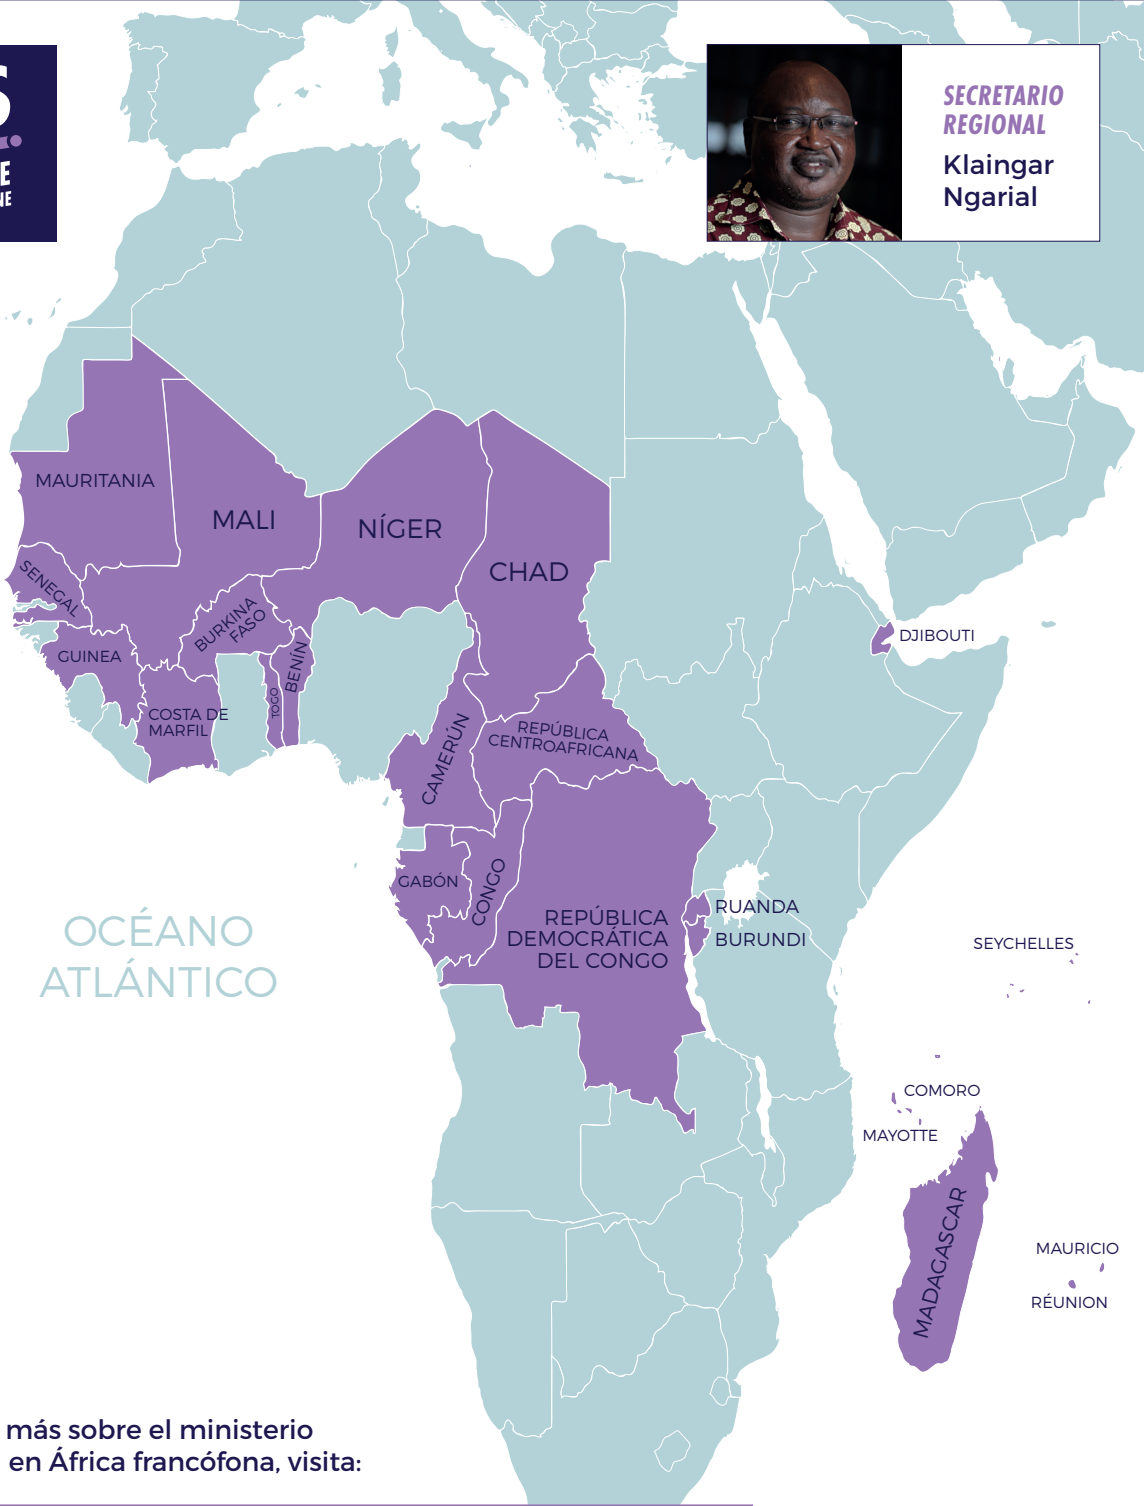 S
E
NE
SECRETARIO
REGIONAL
Klaingar
Ngarial
MAURITANIA
MALI
NÍGER
CHAD
SENEGAL
BURKINA
FASO
GUINEA
BENÍN
TOGO
COSTA DE
MARFIL
DJIBOUTI
CAMERÚN
REPÚBLICA
CENTROAFRICANA
GABÓN
CONGO
REPÚBLICA
DEMOCRÁTICA
DEL CONGO
RUANDA
BURUNDI
OCÉANO
ATLÁNTICO
SEYCHELLES
COMORO
MAYOTTE
MADAGASCAR
MAURICIO
RÉUNION
más sobre el ministerio
en África francófona, visita: